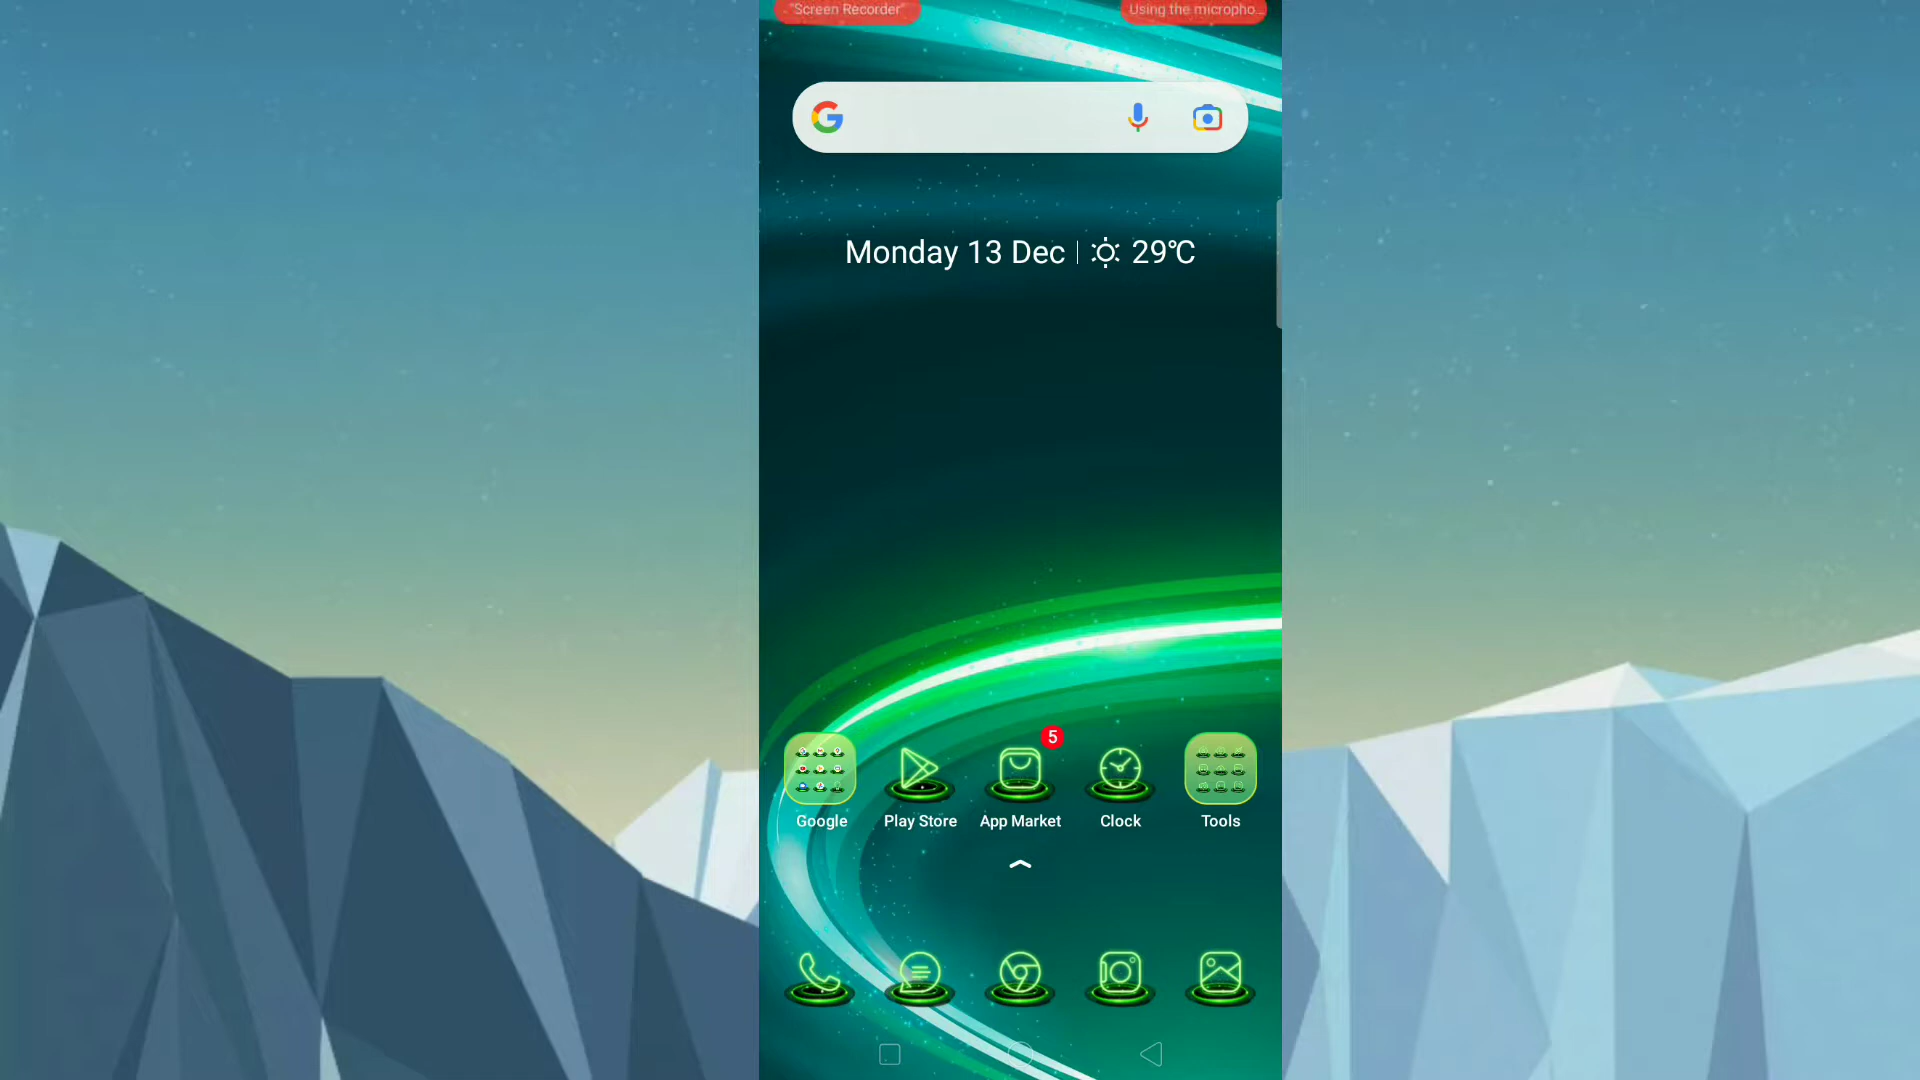 "Screen Recorder"
Using the micropho...
Monday 13 Dec
29°C
5
Google
Play Store
App Market
Clock
Tools